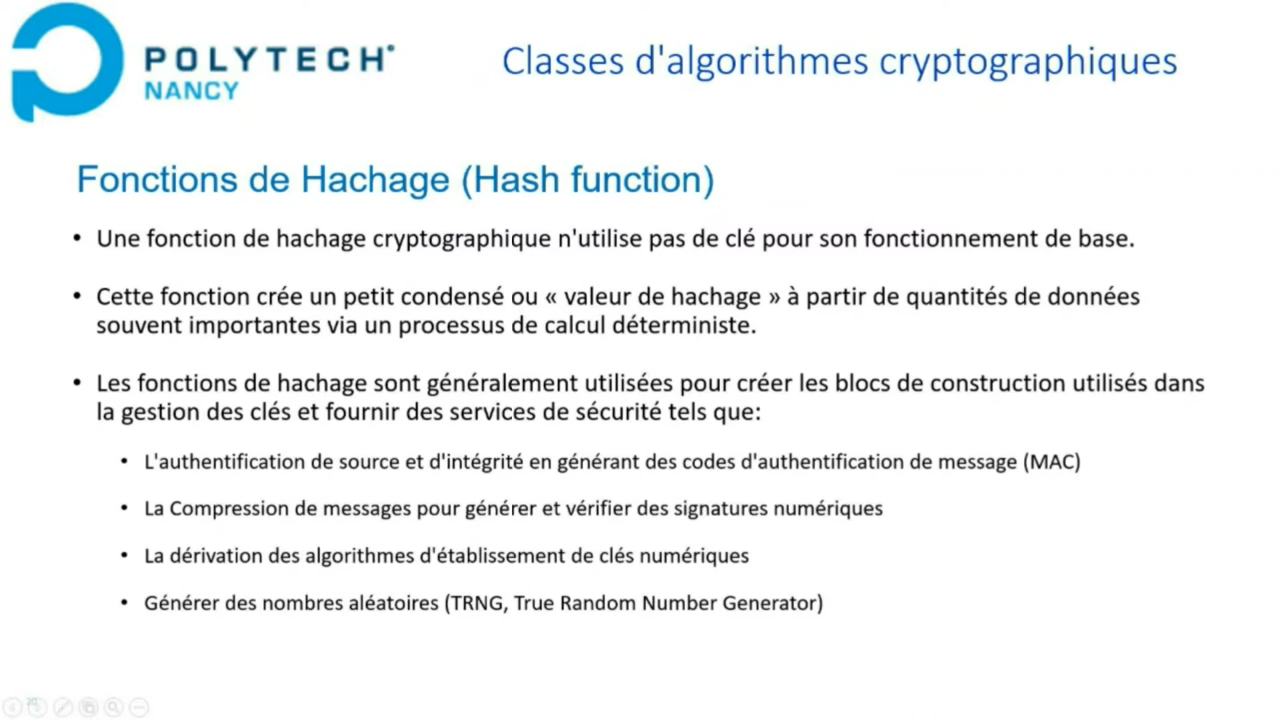 POLYTECH
NANCY
Classes d'algorithmes cryptographiques
Fonctions de Hachage (Hash function)
• Une fonction de hachage cryptographique n'utilise pas de clé pour son fonctionnement de base.
• Cette fonction crée un petit condensé ou « valeur de hachage » à partir de quantités de données
souvent importantes via un processus de calcul déterministe.
• Les fonctions de hachage sont généralement utilisées pour créer les blocs de construction utilisés dans
la gestion des clés et fournir des services de sécurité tels que:
• L'authentification de source et d'intégrité en générant des codes d'authentification de message (MAC)
• La Compression de messages pour générer et vérifier des signatures numériques
• La dérivation des algorithmes d'établissement de clés numériques
• Générer des nombres aléatoires (TRNG, True Random Number Generator)